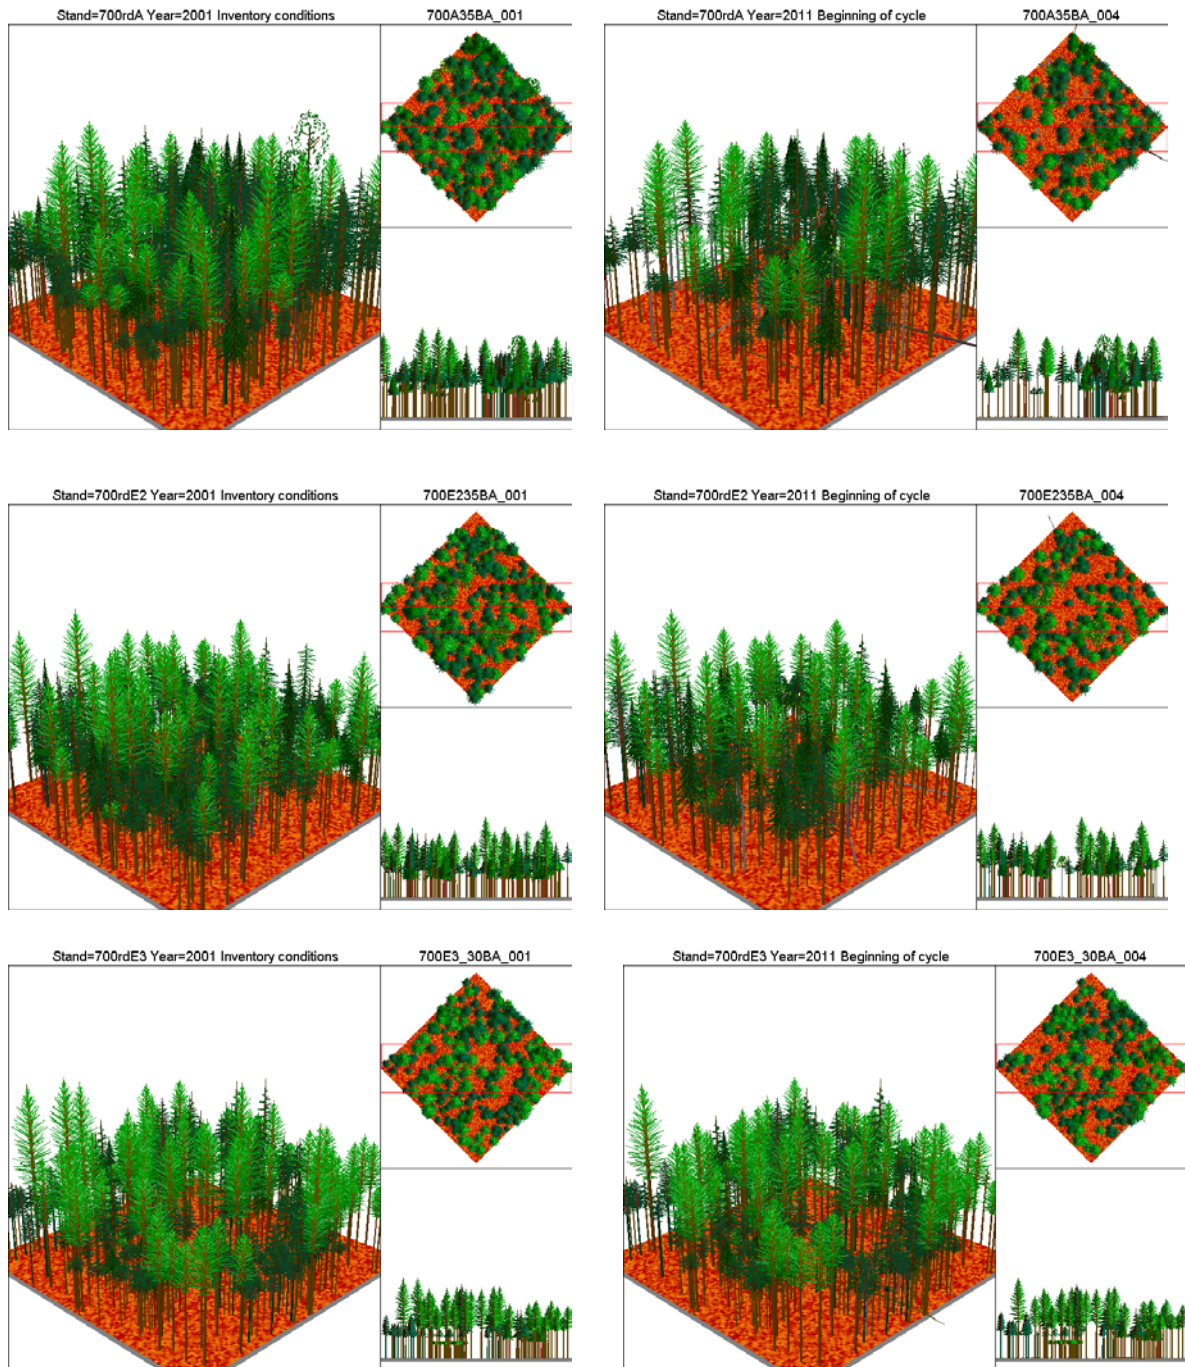 Stand=700rdA Year=2001 Inventory conditions
700A35BA_001
Stand=700rdA Year=2011 Beginning of cycle
700A35BA_004
Stand=700rdE2 Year=2001 Inventory conditions
700E235BA_001
Stand=700rdE2 Year=2011 Beginning of cycle
700E235BA_004
Stand=700rdE3 Year=2001 Inventory conditions
700E3_30BA_001
Stand=700rdE3 Year=2011 Beginning of cycle
700E3_30BA_004